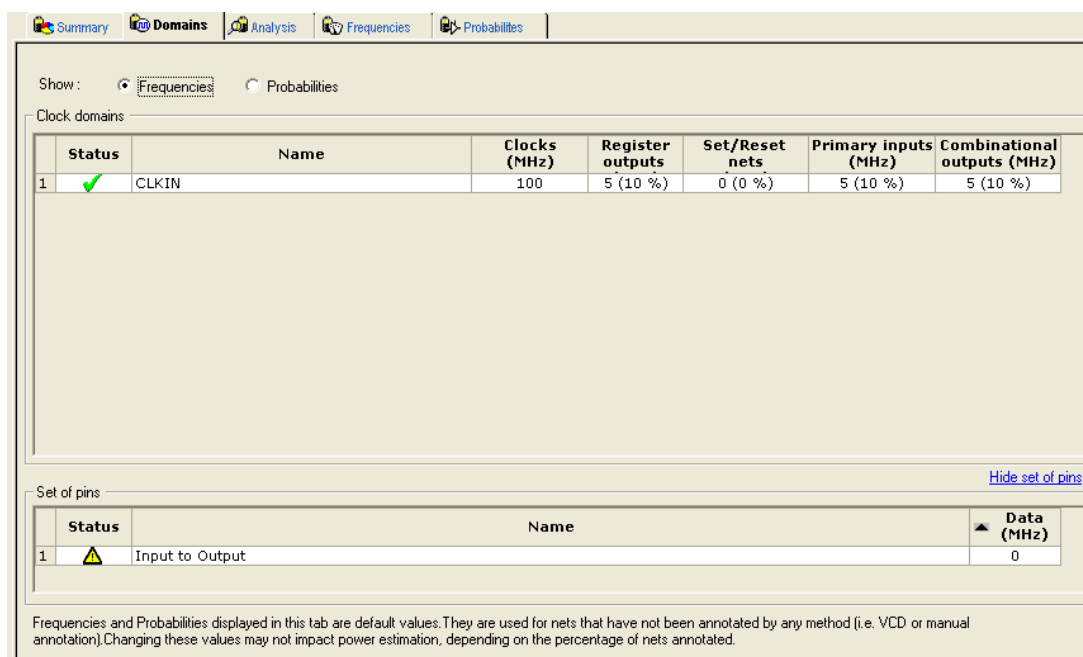 Summary Domains Analysis Frequencies Probabilites
Show : Frequencies Probabilities
Clock domains
Status Name Clocks (MHz) Register outputs Set/Reset nets Primary inputs (MHz) Combinational outputs (MHz)
1 CLKIN 100 5 (10 %) 0 (0 %) 5 (10 %) 5 (10 %)
Hide set of pins
Set of pins
Status Name Data (MHz)
1 Input to Output 0
Frequencies and Probabilities displayed in this tab are default values.They are used for nets that have not been annotated by any method (i.e. VCD or manual
annotation).Changing these values may not impact power estimation, depending on the percentage of nets annotated.